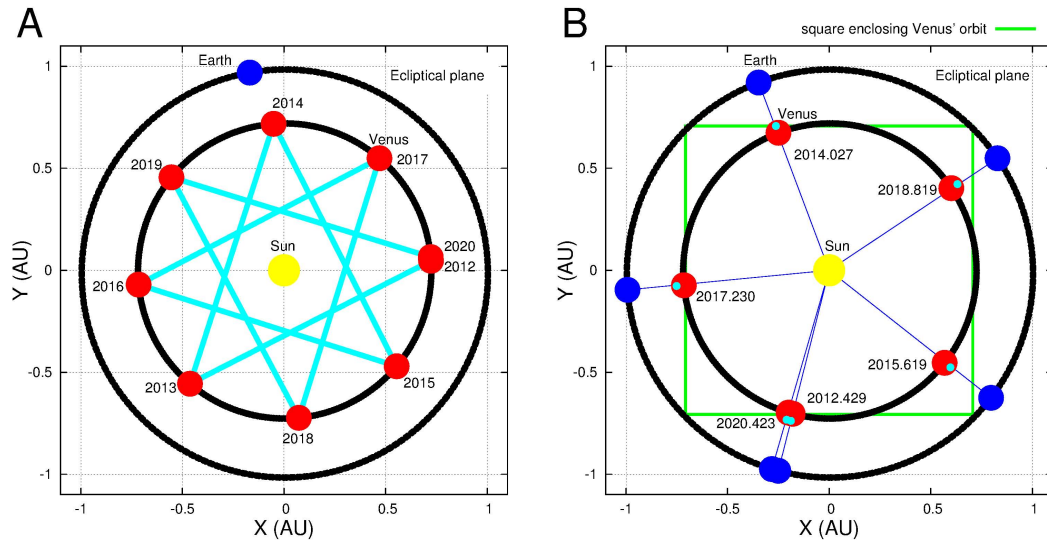 A
Earth
Ecliptical plane
2014
Venus
2017
2019
Sun
2020
2012
2016
2013
2015
2018
1
0.5
0
-0.5
-1
Y (AU)
-1
-0.5
0
0.5
1
X (AU)
B
square enclosing Venus' orbit
Earth
Ecliptical plane
Venus
2014.027
2018.819
Sun
2017.230
2015.619
2012.429
2020.423
1
0.5
0
-0.5
-1
Y (AU)
-1
-0.5
0
0.5
1
X (AU)